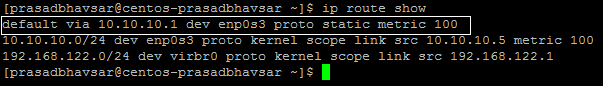 [prasadbhavsar@centos-prasadbhavsar ~]$ ip route show
default via 10.10.10.1 dev enp0s3 proto static metric 100
10.10.10.0/24 dev enp0s3 proto kernel scope link src 10.10.10.5 metric 100
192.168.122.0/24 dev virbr0 proto kernel scope link src 192.168.122.1
[prasadbhavsar@centos-prasadbhavsar ~]$